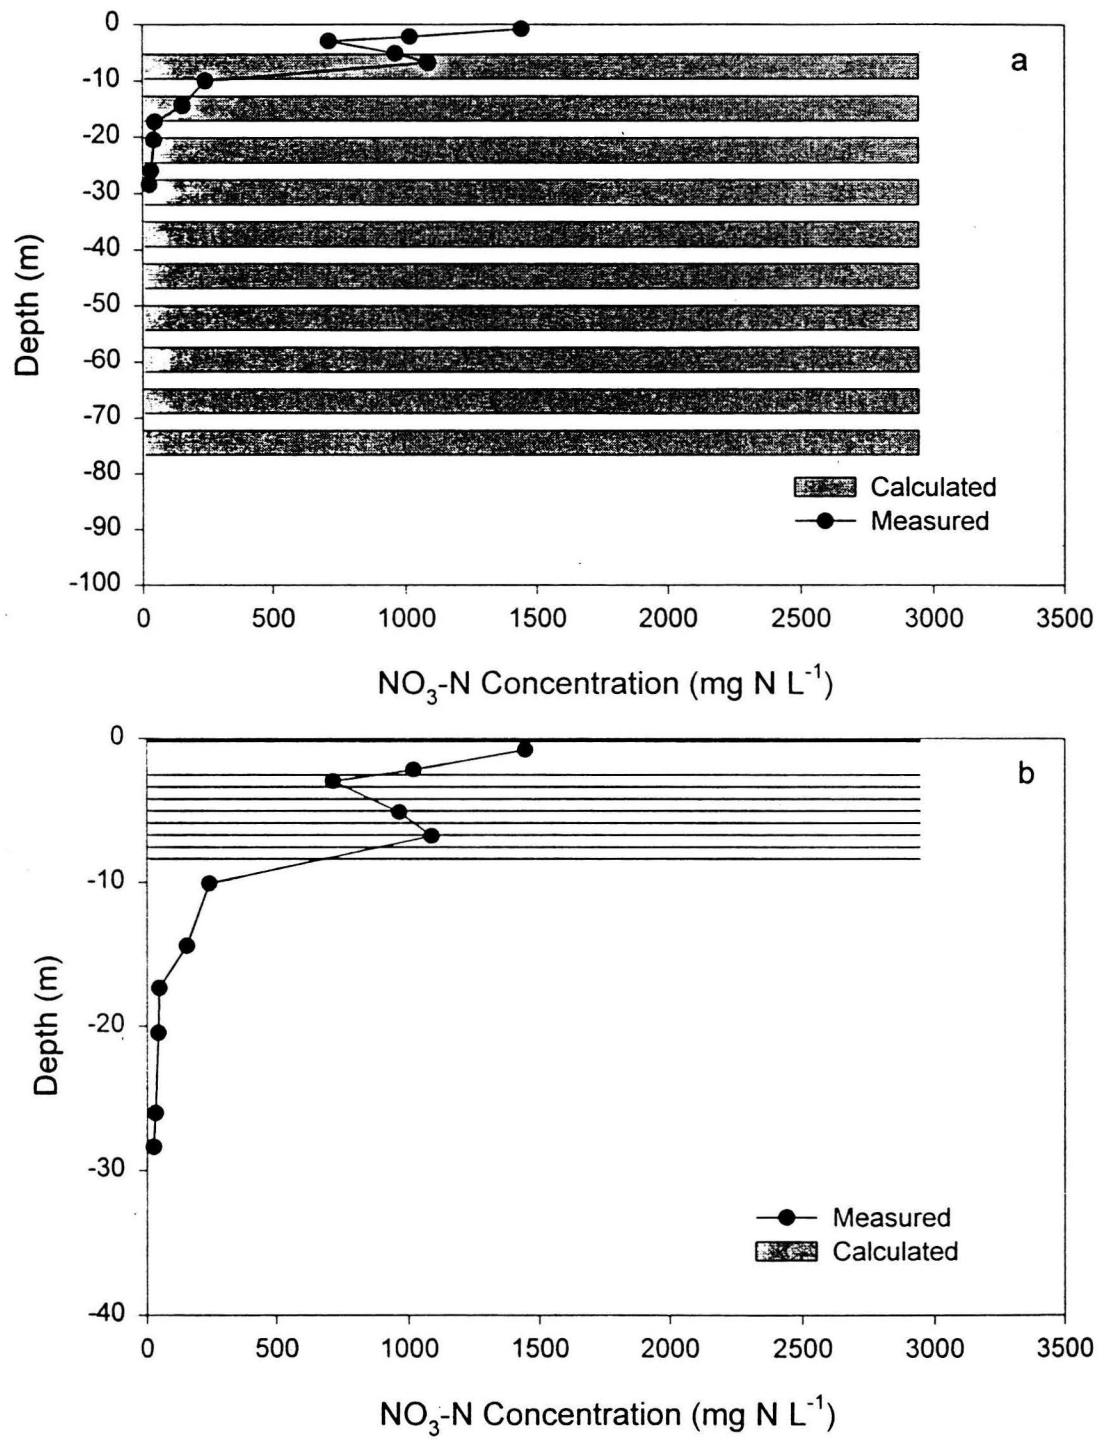 0
-10
-20
-30
-40
-50
-60
-70
-80
-90
-100
Depth (m)
a
Calculated
Measured
0 500 1000 1500 2000 2500 3000 3500
NO₃-N Concentration (mg N L⁻¹)
0
-10
-20
-30
-40
Depth (m)
b
Measured
Calculated
0 500 1000 1500 2000 2500 3000 3500
NO₃-N Concentration (mg N L⁻¹)